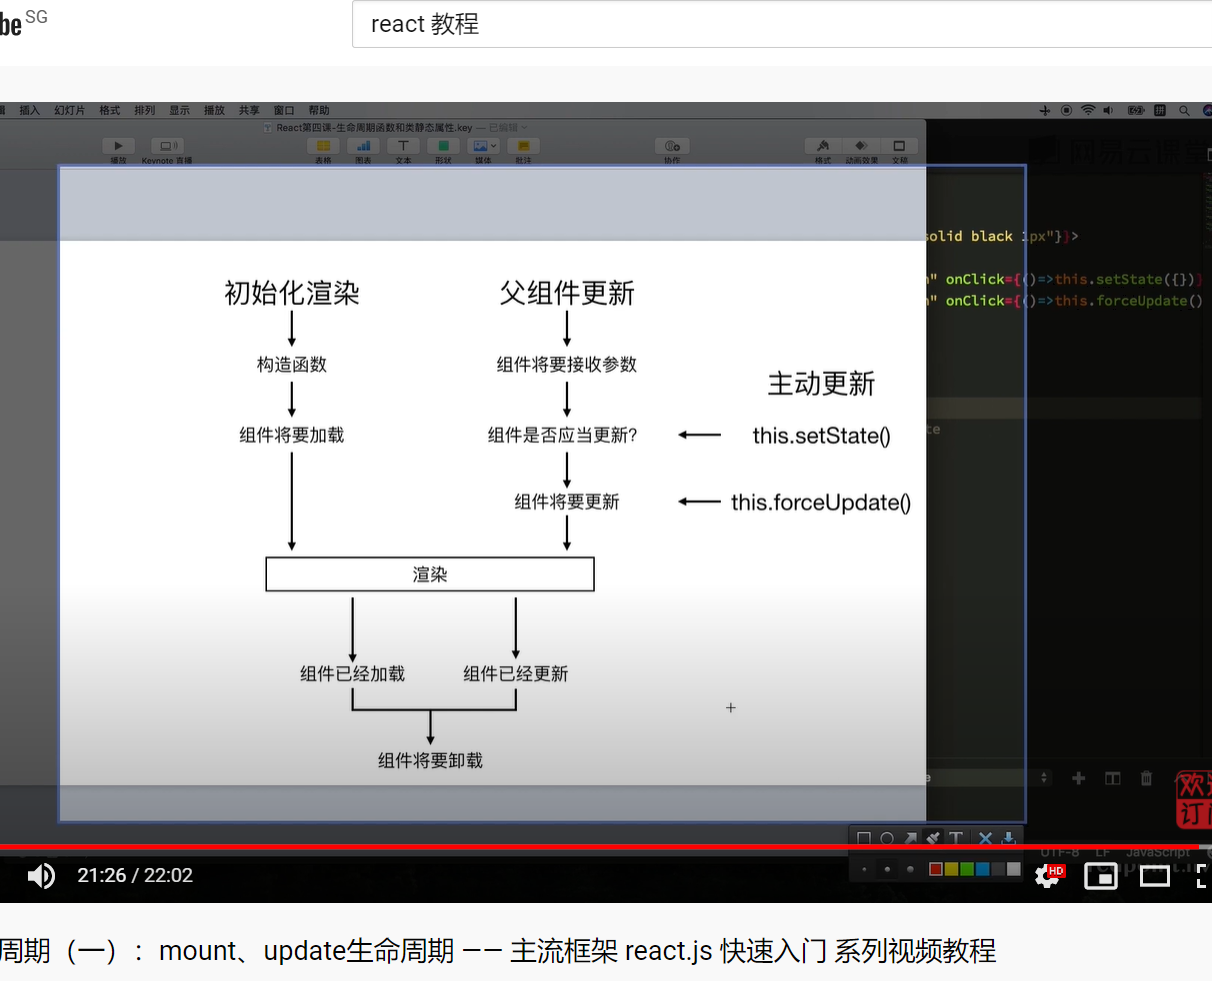 be SG
react 教程
插入 幻灯片 格式 排列 显示 播放 共享 窗口 帮助
React第四课-生命周期函数和类静态属性.key — 已编辑
播放 Keynote 直播 表格 图表 文本 形状 媒体 批注 协作 格式 动画效果 文稿
网易云课堂
solid black 1px"}}>
初始化渲染
父组件更新
" onClick={()=>this.setState({})}
" onClick={()=>this.forceUpdate()
构造函数
组件将要接收参数
主动更新
组件将要加载
组件是否应当更新?
this.setState()
组件将要更新
this.forceUpdate()
渲染
组件已经加载
组件已经更新
组件将要卸载
UTF-8 LF JavaScript
21:26 / 22:02
HD
周期（一）：mount、update生命周期 —— 主流框架 react.js 快速入门 系列视频教程